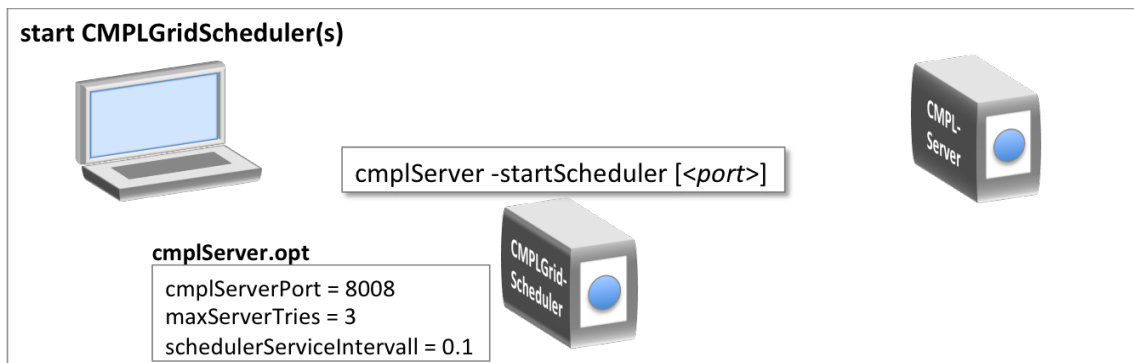 start CMPLGridScheduler(s)
CMPL-
Server
cmplServer -startScheduler [<port>]
CMPLGrid-
Scheduler
cmplServer.opt
cmplServerPort = 8008
maxServerTries = 3
schedulerServiceIntervall = 0.1